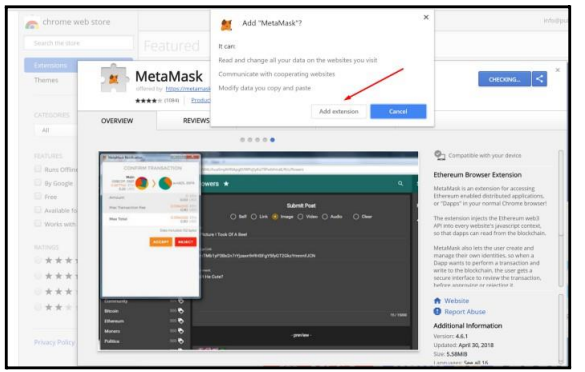 chrome web store
info@pa
Search the store
Featured
Extensions
Themes
CATEGORIES
All
FEATURES
Runs Offlin
By Google
Free
Available fo
Works with
RATINGS
Privacy Policy
Add "MetaMask"?
It can:
Read and change all your data on the websites you visit
Communicate with cooperating websites
Modify data you copy and paste
Add extension
Cancel
MetaMask
offered by https://metamask
(1084)
Product
CHECKING...
OVERVIEW
REVIEWS
CONFIRM TRANSACTION
Max Total
ACCEPT
REJECT
Submit Post
Self
Link
Image
Video
Audio
Clear
Picture I Took Of A Bear
Community
Bitcoin
Ethereum
Monero
Politics
-preview-
Compatible with your device
Ethereum Browser Extension
MetaMask is an extension for accessing
Ethereum enabled distributed applications,
or "Dapps" in your normal Chrome browser!
The extension injects the Ethereum web3
API into every website's javascript context,
so that dapps can read from the blockchain.
MetaMask also lets the user create and
manage their own identities, so when a
Dapp wants to perform a transaction and
write to the blockchain, the user gets a
secure interface to review the transaction,
before approving or rejecting it.
Website
Report Abuse
Additional Information
Version: 4.6.1
Updated: April 30, 2018
Size: 5.58MiB
Languages: See all 16